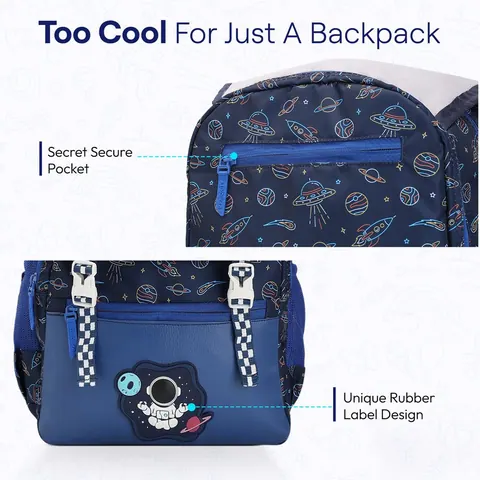 Too Cool For Just A Backpack
Secret Secure
Pocket
Unique Rubber
Label Design